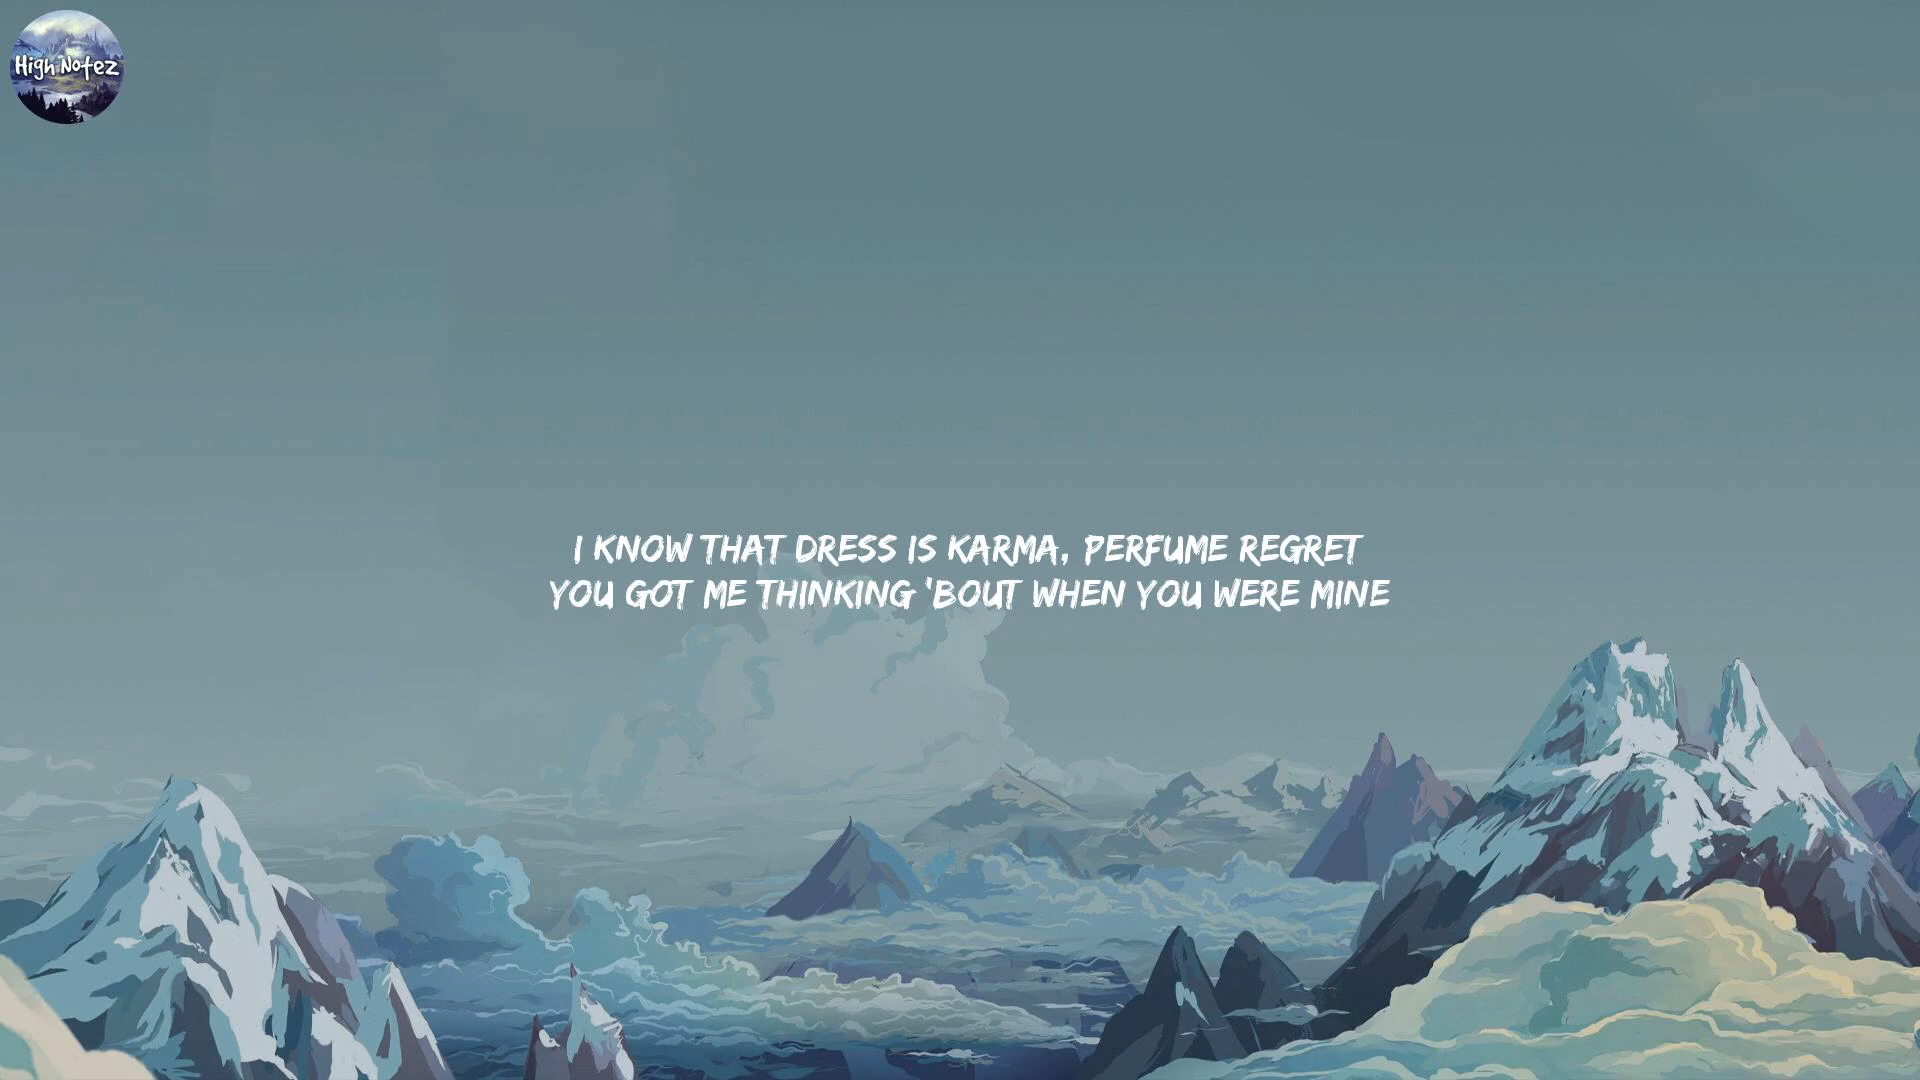 High Notez
I KNOW THAT DRESS IS KARMA, PERFUME REGRET
YOU GOT ME THINKING 'BOUT WHEN YOU WERE MINE